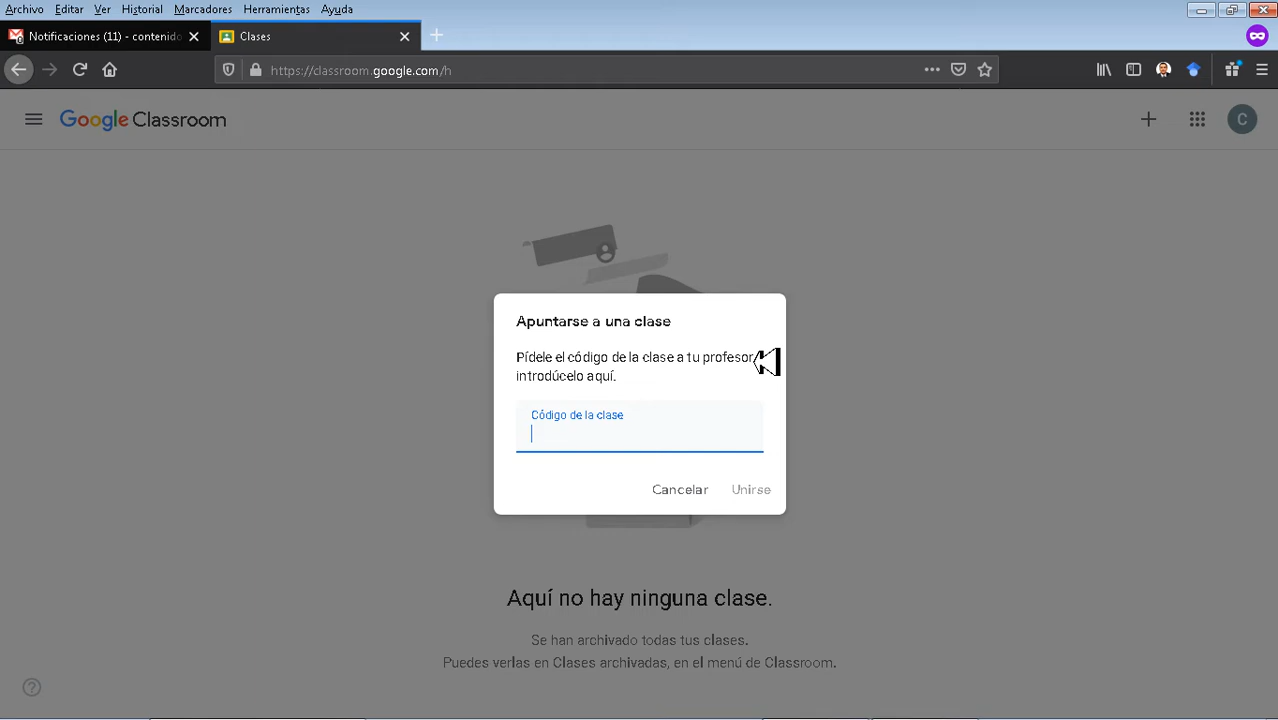 Archivo Editar Ver Historial Marcadores Herramientas Ayuda
Notificaciones (11) - contenido
Clases
https://classroom.google.com/h
Google Classroom
C
Apuntarse a una clase
Pídele el código de la clase a tu profesor
introdúcelo aquí.
Código de la clase
Cancelar Unirse
Aquí no hay ninguna clase.
Se han archivado todas tus clases.
Puedes verlas en Clases archivadas, en el menú de Classroom.